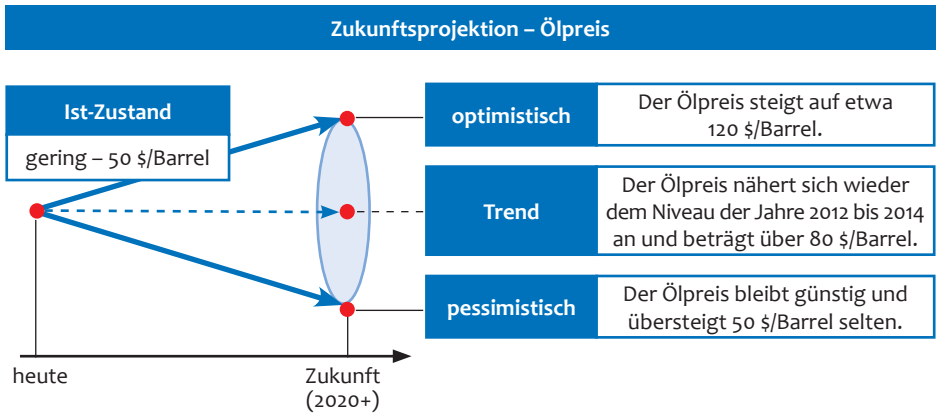 Zukunftsprojektion – Ölpreis
Ist-Zustand
gering – 50 $/Barrel
optimistisch
Der Ölpreis steigt auf etwa
120 $/Barrel.
Trend
Der Ölpreis nähert sich wieder
dem Niveau der Jahre 2012 bis 2014
an und beträgt über 80 $/Barrel.
pessimistisch
Der Ölpreis bleibt günstig und
übersteigt 50 $/Barrel selten.
heute
Zukunft
(2020+)